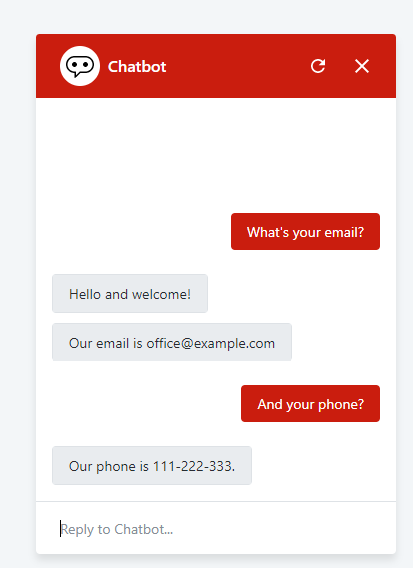 Chatbot
What's your email?
Hello and welcome!
Our email is office@example.com
And your phone?
Our phone is 111-222-333.
Reply to Chatbot...